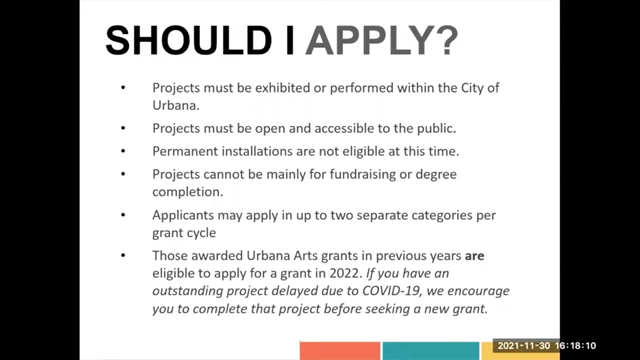 SHOULD I APPLY?
• Projects must be exhibited or performed within the City of
Urbana.
• Projects must be open and accessible to the public.
• Permanent installations are not eligible at this time.
• Projects cannot be mainly for fundraising or degree
completion.
• Applicants may apply in up to two separate categories per
grant cycle
• Those awarded Urbana Arts grants in previous years are
eligible to apply for a grant in 2022. If you have an
outstanding project delayed due to COVID-19, we encourage
you to complete that project before seeking a new grant.
2021-11-30 16:18:10